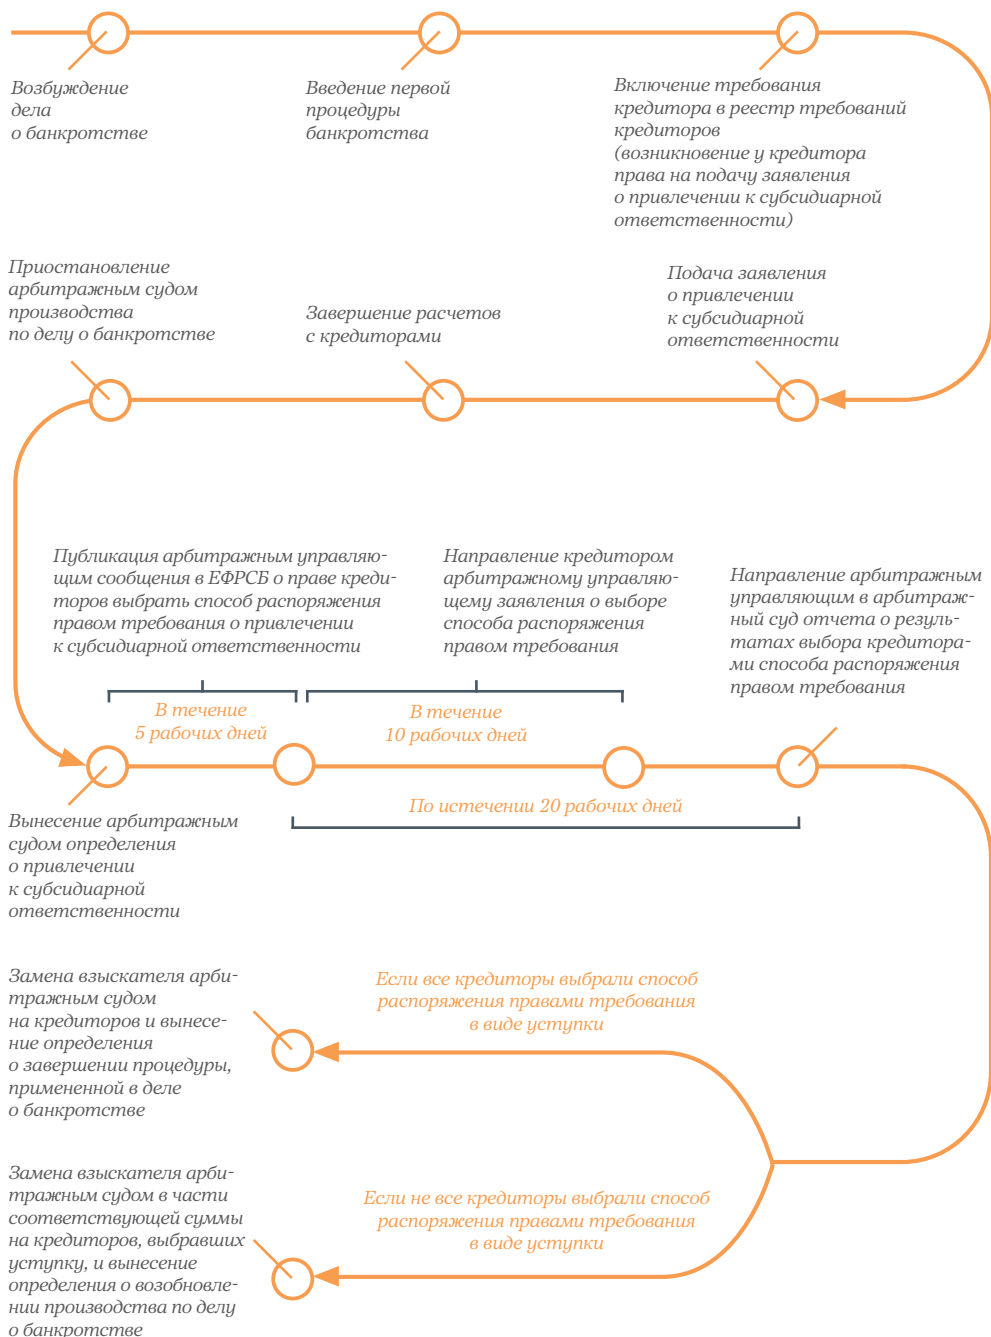 Возбуждение
дела
о банкротстве
Введение первой
процедуры
банкротства
Включение требования
кредитора в реестр требований
кредиторов
(возникновение у кредитора
права на подачу заявления
о привлечении к субсидиарной
ответственности)
Подача заявления
о привлечении
к субсидиарной
ответственности
Завершение расчетов
с кредиторами
Приостановление
арбитражным судом
производства
по делу о банкротстве
Вынесение арбитражным
судом определения
о привлечении
к субсидиарной
ответственности
В течение
5 рабочих дней
Публикация арбитражным управляю-
щим сообщения в ЕФРСБ о праве креди-
торов выбрать способ распоряжения
правом требования о привлечении
к субсидиарной ответственности
В течение
10 рабочих дней
Направление кредитором
арбитражному управляю-
щему заявления о выборе
способа распоряжения
правом требования
По истечении 20 рабочих дней
Направление арбитражным
управляющим в арбитраж-
ный суд отчета о резуль-
татах выбора кредитора-
ми способа распоряжения
правом требования
Если все кредиторы выбрали способ
распоряжения правами требования
в виде уступки
Замена взыскателя арби-
тражным судом
на кредиторов и вынесе-
ние определения
о завершении процедуры,
примененной в деле
о банкротстве
Если не все кредиторы выбрали способ
распоряжения правами требования
в виде уступки
Замена взыскателя арби-
тражным судом в части
соответствующей суммы
на кредиторов, выбравших
уступку, и вынесение
определения о возобновле-
нии производства по делу
о банкротстве